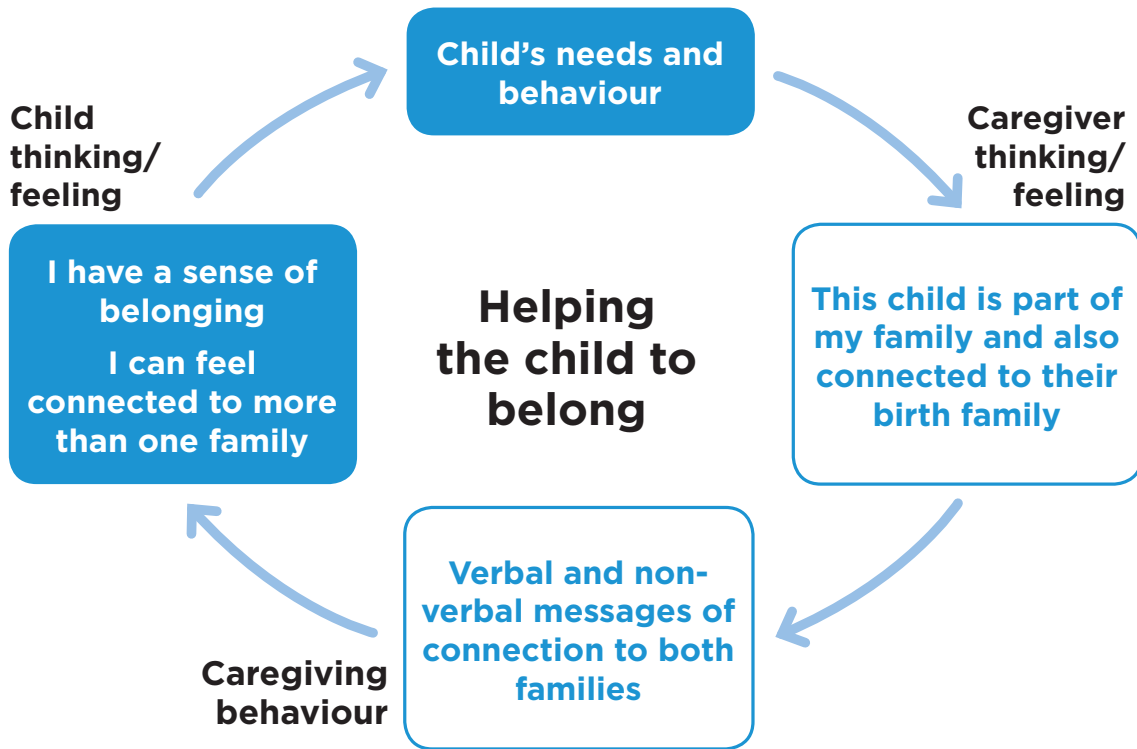 Child’s needs and
behaviour
Caregiver
thinking/
feeling
This child is part of
my family and also
connected to their
birth family
Verbal and non-
verbal messages of
connection to both
families
Caregiving
behaviour
Child
thinking/
feeling
I have a sense of
belonging
I can feel
connected to more
than one family
Helping
the child to
belong